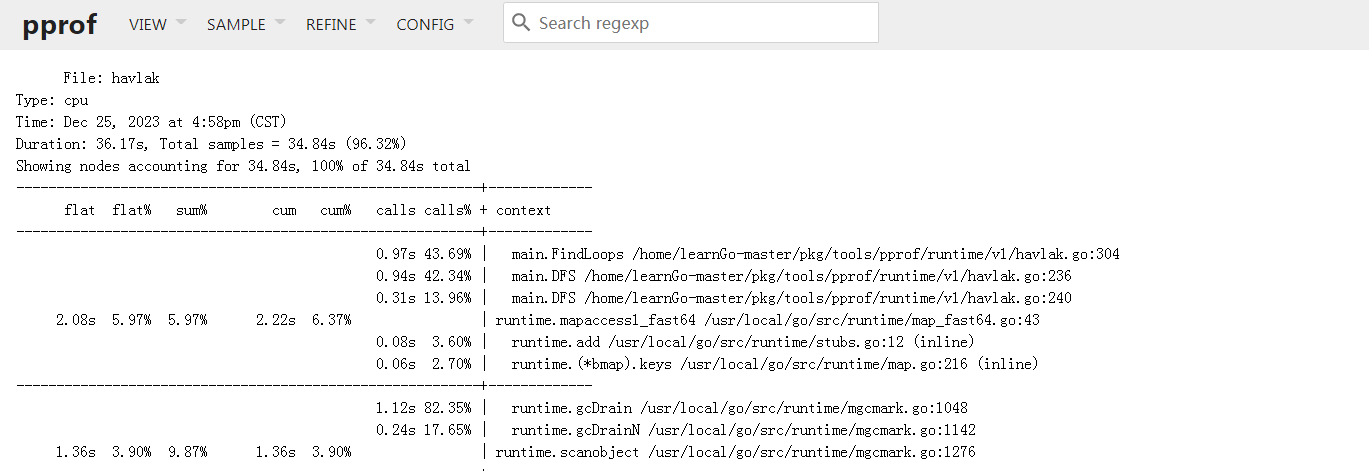 pprof VIEW SAMPLE REFINE CONFIG Search regexp
File: havlak
Type: cpu
Time: Dec 25, 2023 at 4:58pm (CST)
Duration: 36.17s, Total samples = 34.84s (96.32%)
Showing nodes accounting for 34.84s, 100% of 34.84s total
----------------------------------------------------------+-------------
flat flat% sum% cum cum% calls calls% + context
----------------------------------------------------------+-------------
0.97s 43.69% | main.FindLoops /home/learnGo-master/pkg/tools/pprof/runtime/v1/havlak.go:304
0.94s 42.34% | main.DFS /home/learnGo-master/pkg/tools/pprof/runtime/v1/havlak.go:236
0.31s 13.96% | main.DFS /home/learnGo-master/pkg/tools/pprof/runtime/v1/havlak.go:240
2.08s 5.97% 5.97% 2.22s 6.37% | runtime.mapaccess1_fast64 /usr/local/go/src/runtime/map_fast64.go:43
0.08s 3.60% | runtime.add /usr/local/go/src/runtime/stubs.go:12 (inline)
0.06s 2.70% | runtime.(*bmap).keys /usr/local/go/src/runtime/map.go:216 (inline)
----------------------------------------------------------+-------------
1.12s 82.35% | runtime.gcDrain /usr/local/go/src/runtime/mgcmark.go:1048
0.24s 17.65% | runtime.gcDrainN /usr/local/go/src/runtime/mgcmark.go:1142
1.36s 3.90% 9.87% 1.36s 3.90% | runtime.scanobject /usr/local/go/src/runtime/mgcmark.go:1276